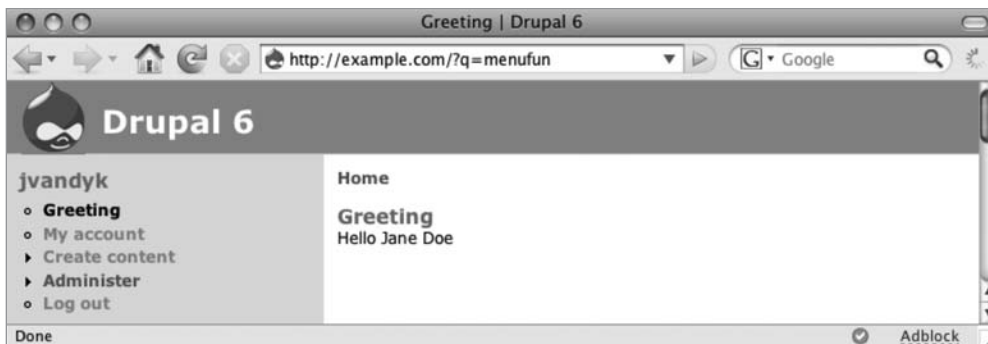 Greeting | Drupal 6
http://example.com/?q=menufun
G Google
Drupal 6
jvandyk
Greeting
My account
Create content
Administer
Log out
Home
Greeting
Hello Jane Doe
Done
Adblock